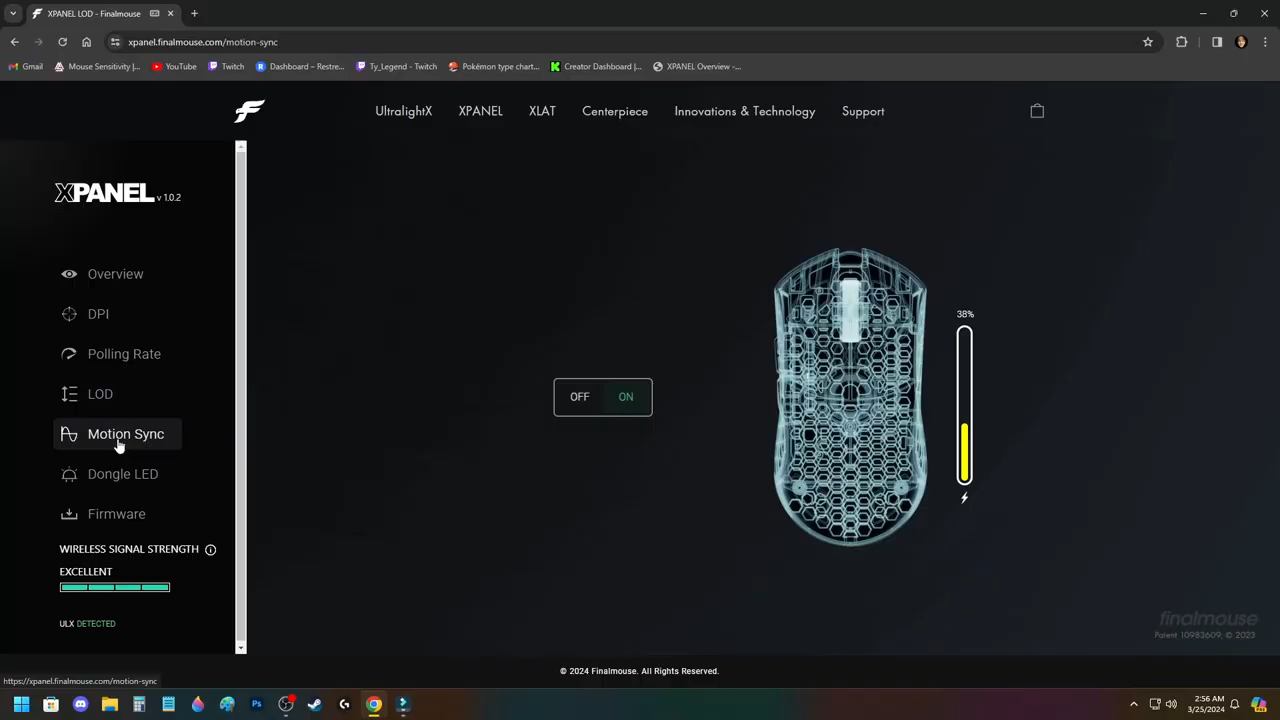 XPANEL LOD - Finalmouse
xpanel.finalmouse.com/motion-sync
Gmail
Mouse Sensitivity |...
YouTube
Twitch
Dashboard – Restre...
Ty_Legend - Twitch
Pokémon type chart...
Creator Dashboard |...
XPANEL Overview -...
UltralightX
XPANEL
XLAT
Centerpiece
Innovations & Technology
Support
XPANEL v 1.0.2
Overview
DPI
Polling Rate
LOD
Motion Sync
Dongle LED
Firmware
WIRELESS SIGNAL STRENGTH
EXCELLENT
ULX DETECTED
OFF ON
38%
finalmouse
Patent 10983609, © 2023
© 2024 Finalmouse. All Rights Reserved.
https://xpanel.finalmouse.com/motion-sync
2:56 AM
3/25/2024